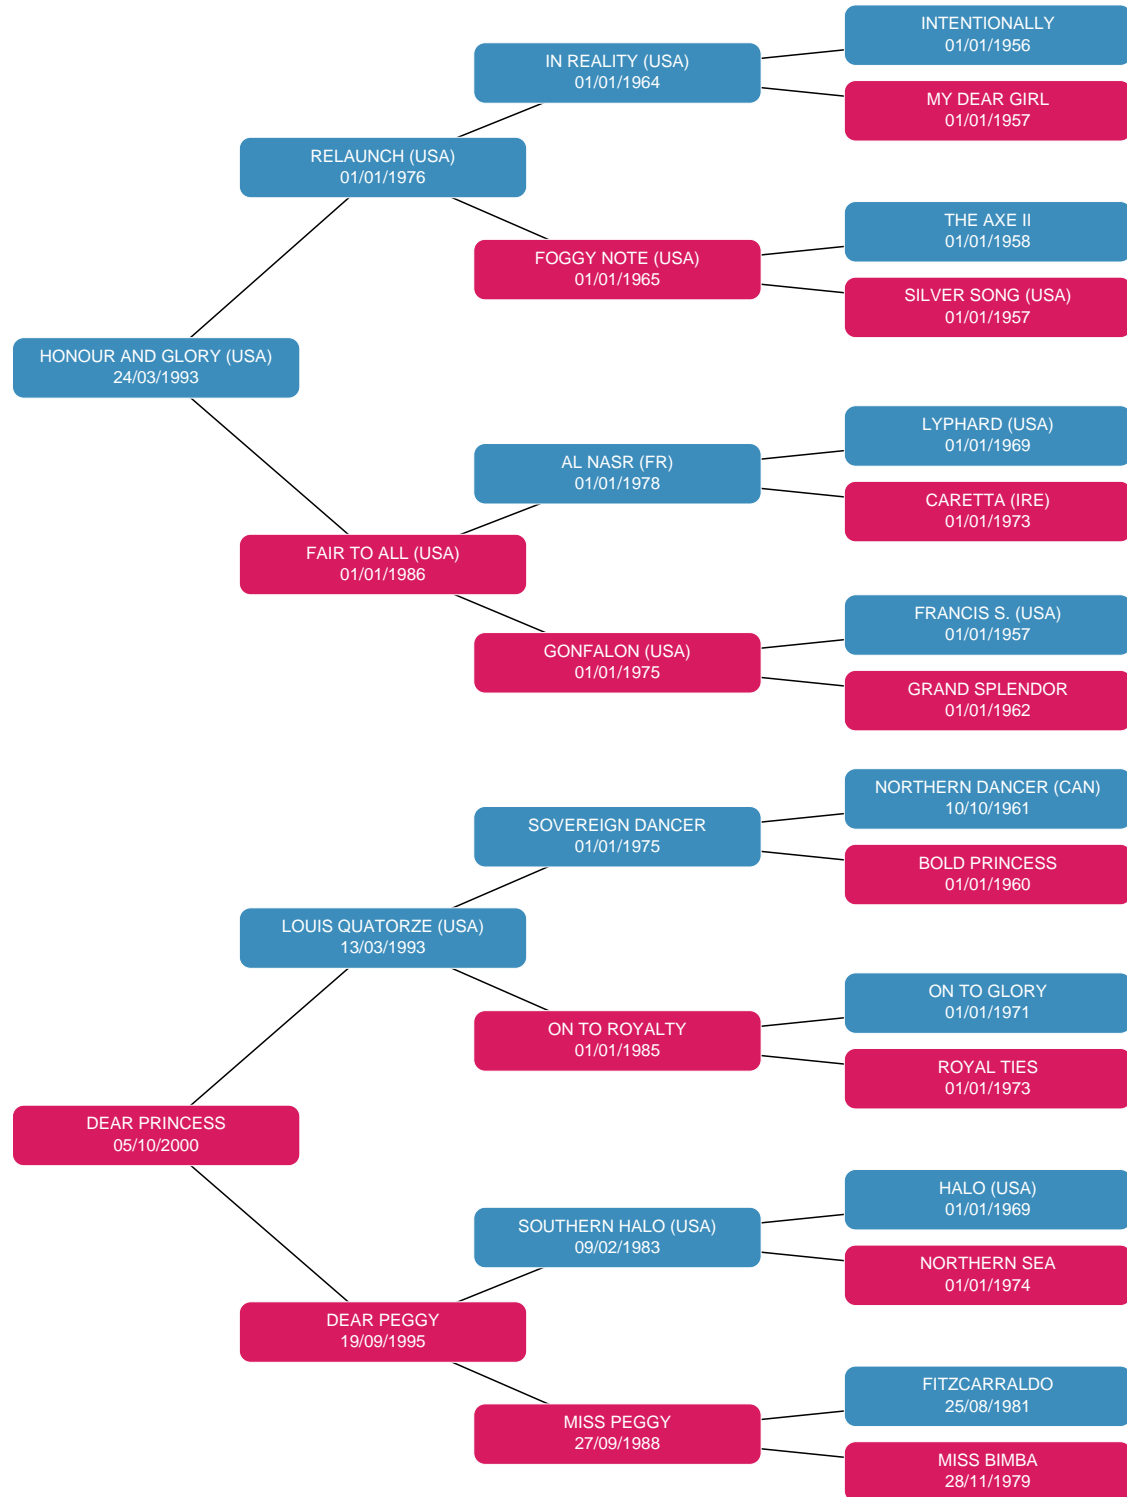 INTENTIONALLY
01/01/1956
IN REALITY (USA)
01/01/1964
MY DEAR GIRL
01/01/1957
RELAUNCH (USA)
01/01/1976
THE AXE II
01/01/1958
FOGGY NOTE (USA)
01/01/1965
SILVER SONG (USA)
01/01/1957
HONOUR AND GLORY (USA)
24/03/1993
LYPHARD (USA)
01/01/1969
AL NASR (FR)
01/01/1978
CARETTA (IRE)
01/01/1973
FAIR TO ALL (USA)
01/01/1986
FRANCIS S. (USA)
01/01/1957
GONFALON (USA)
01/01/1975
GRAND SPLENDOR
01/01/1962
NORTHERN DANCER (CAN)
10/10/1961
SOVEREIGN DANCER
01/01/1975
BOLD PRINCESS
01/01/1960
LOUIS QUATORZE (USA)
13/03/1993
ON TO GLORY
01/01/1971
ON TO ROYALTY
01/01/1985
ROYAL TIES
01/01/1973
DEAR PRINCESS
05/10/2000
HALO (USA)
01/01/1969
SOUTHERN HALO (USA)
09/02/1983
NORTHERN SEA
01/01/1974
DEAR PEGGY
19/09/1995
FITZCARRALDO
25/08/1981
MISS PEGGY
27/09/1988
MISS BIMBA
28/11/1979